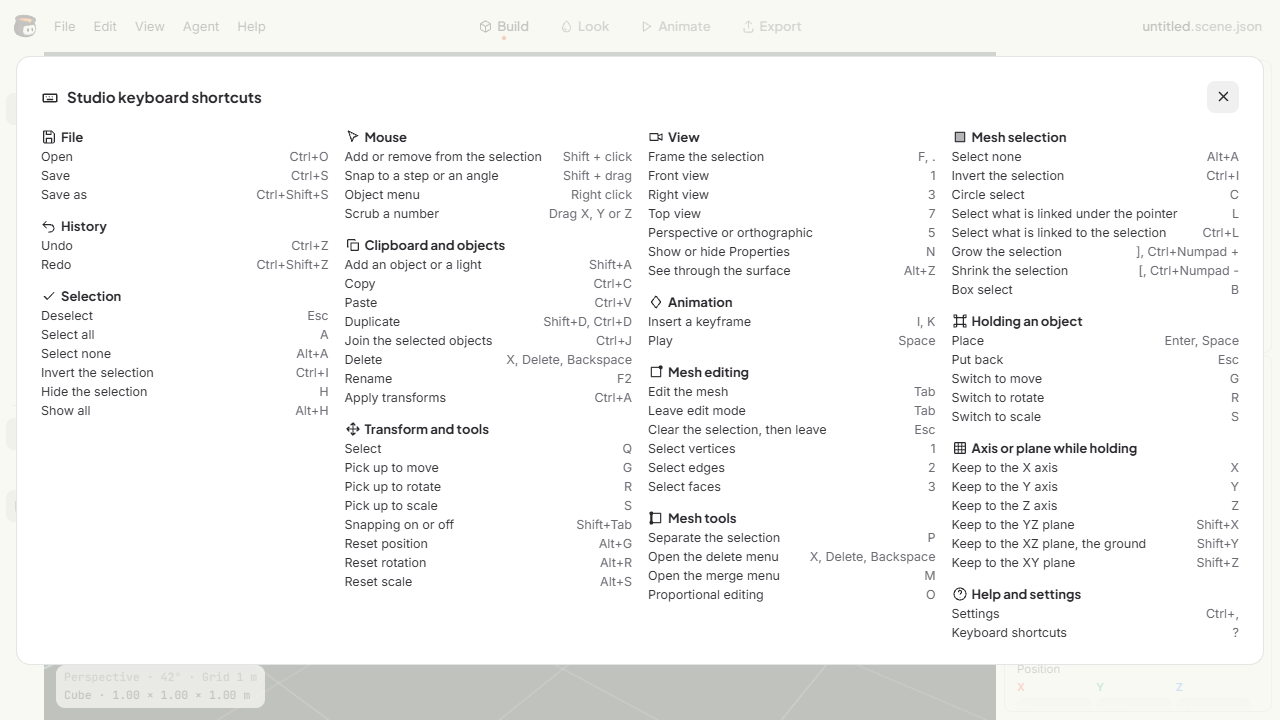 File Edit View Agent Help
Build Look Animate Export
untitled.scene.json
Studio keyboard shortcuts
File
Open Ctrl+O
Save Ctrl+S
Save as Ctrl+Shift+S
History
Undo Ctrl+Z
Redo Ctrl+Shift+Z
Selection
Deselect Esc
Select all A
Select none Alt+A
Invert the selection Ctrl+I
Hide the selection H
Show all Alt+H
Mouse
Add or remove from the selection Shift + click
Snap to a step or an angle Shift + drag
Object menu Right click
Scrub a number Drag X, Y or Z
Clipboard and objects
Add an object or a light Shift+A
Copy Ctrl+C
Paste Ctrl+V
Duplicate Shift+D, Ctrl+D
Join the selected objects Ctrl+J
Delete X, Delete, Backspace
Rename F2
Apply transforms Ctrl+A
Transform and tools
Select Q
Pick up to move G
Pick up to rotate R
Pick up to scale S
Snapping on or off Shift+Tab
Reset position Alt+G
Reset rotation Alt+R
Reset scale Alt+S
View
Frame the selection F, .
Front view 1
Right view 3
Top view 7
Perspective or orthographic 5
Show or hide Properties N
See through the surface Alt+Z
Animation
Insert a keyframe I, K
Play Space
Mesh editing
Edit the mesh Tab
Leave edit mode Tab
Clear the selection, then leave Esc
Select vertices 1
Select edges 2
Select faces 3
Mesh tools
Separate the selection P
Open the delete menu X, Delete, Backspace
Open the merge menu M
Proportional editing O
Mesh selection
Select none Alt+A
Invert the selection Ctrl+I
Circle select C
Select what is linked under the pointer L
Select what is linked to the selection Ctrl+L
Grow the selection ], Ctrl+Numpad +
Shrink the selection [, Ctrl+Numpad -
Box select B
Holding an object
Place Enter, Space
Put back Esc
Switch to move G
Switch to rotate R
Switch to scale S
Axis or plane while holding
Keep to the X axis X
Keep to the Y axis Y
Keep to the Z axis Z
Keep to the YZ plane Shift+X
Keep to the XZ plane, the ground Shift+Y
Keep to the XY plane Shift+Z
Help and settings
Settings Ctrl+,
Keyboard shortcuts ?
Perspective · 42° · Grid 1 m
Cube · 1.00 × 1.00 × 1.00 m
Position
X Y Z